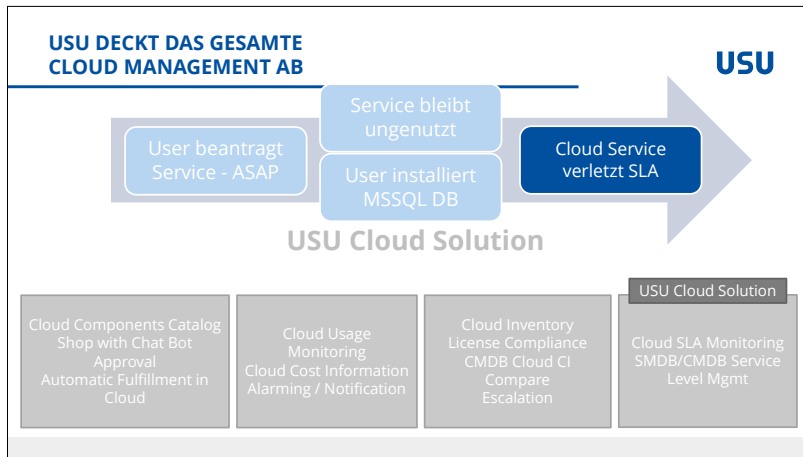 USU DECKT DAS GESAMTE
CLOUD MANAGEMENT AB
USU
User beantragt
Service - ASAP
Service bleibt
ungenutzt
User installiert
MSSQL DB
Cloud Service
verletzt SLA
USU Cloud Solution
Cloud Components Catalog
Shop with Chat Bot
Approval
Automatic Fulfillment in
Cloud
Cloud Usage
Monitoring
Cloud Cost Information
Alarming / Notification
Cloud Inventory
License Compliance
CMDB Cloud CI
Compare
Escalation
USU Cloud Solution
Cloud SLA Monitoring
SMDB/CMDB Service
Level Mgmt